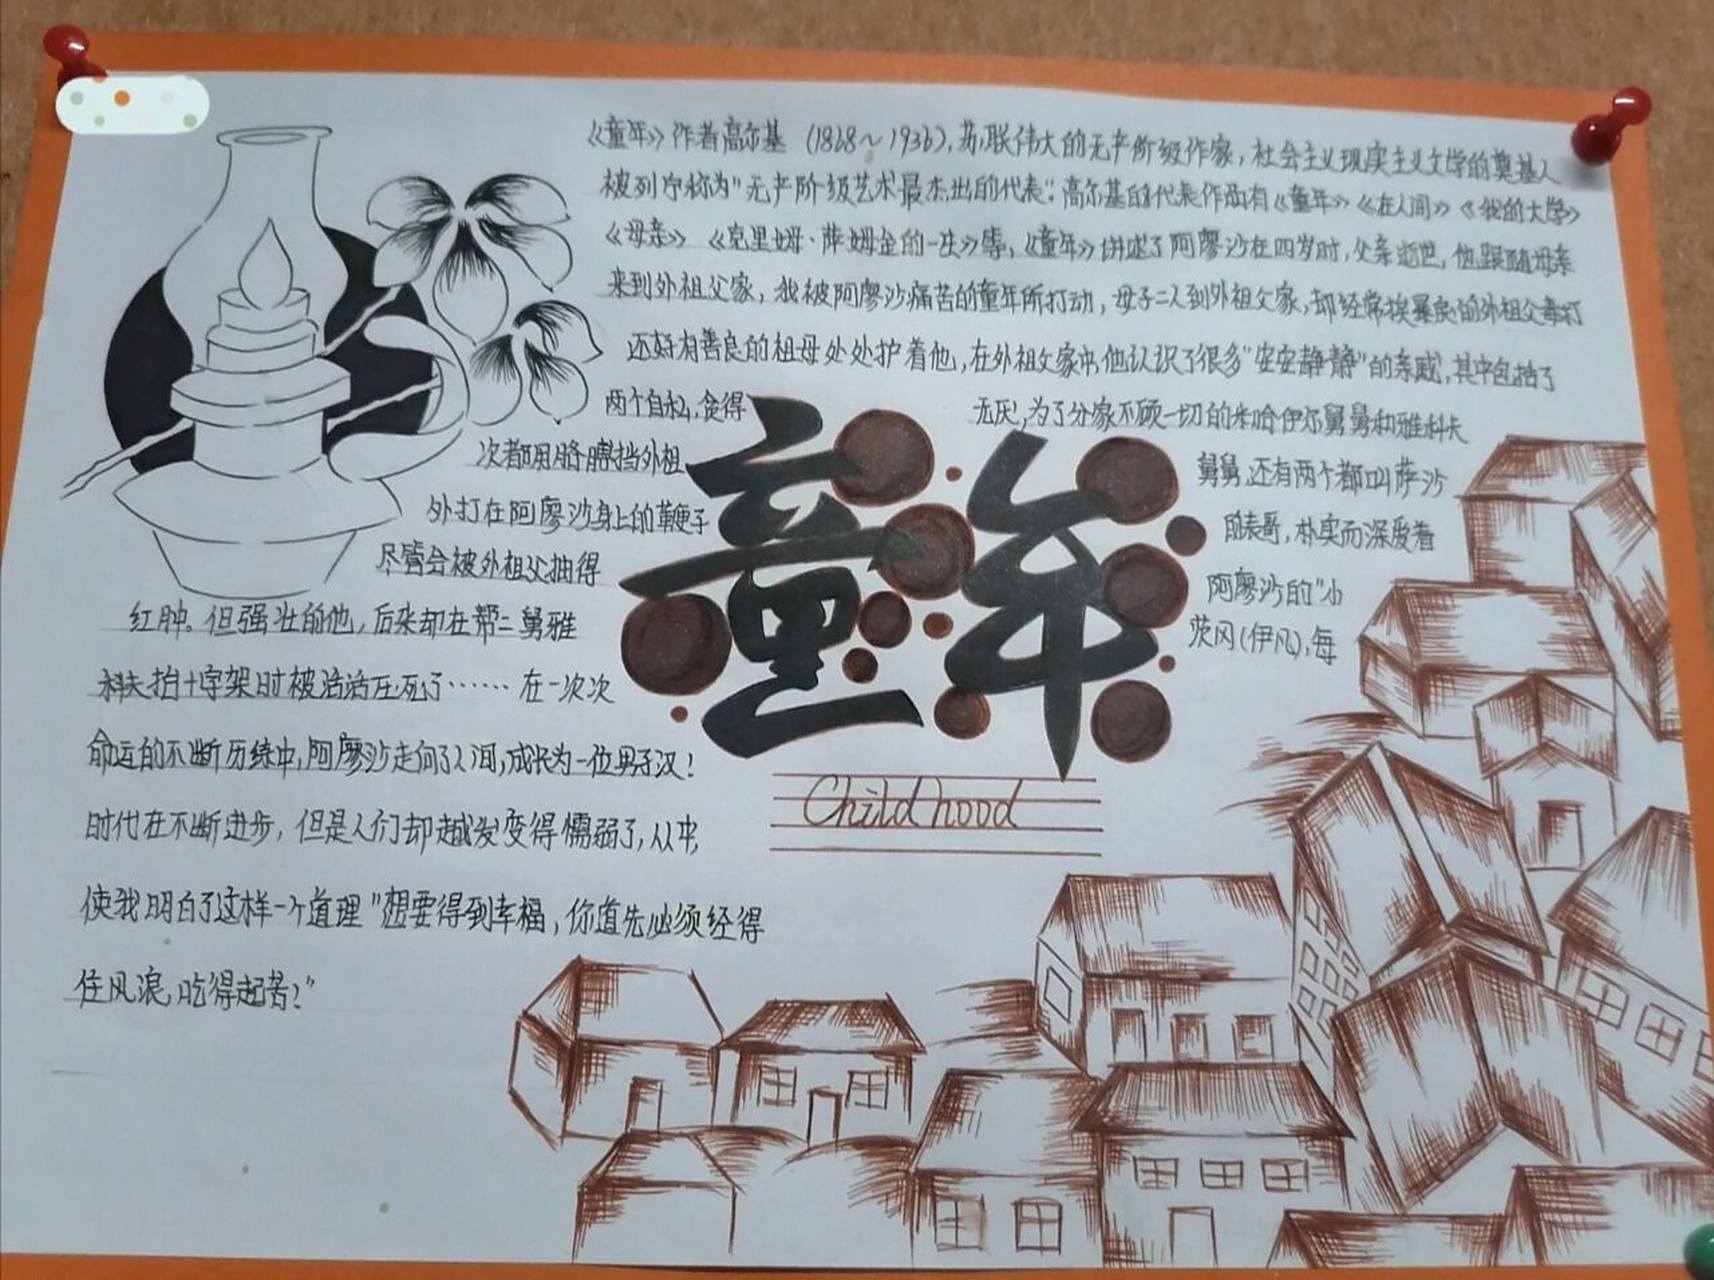 《童年》作者高尔基 (1868～1936),苏联伟大的无产阶级作家,社会主义现实主义文学的奠基人
被列宁称为"无产阶级艺术最杰出的代表".高尔基的代表作品有《童年》《在人间》《我的大学》
《母亲》《克里姆·萨姆金的一生》等,《童年》讲述了阿廖沙在四岁时,父亲逝世,他跟随母亲
来到外祖父家,我被阿廖沙痛苦的童年所打动,母子二人到外祖父家,却经常挨暴戾的外祖父毒打
还好有善良的祖母处处护着他,在外祖父家中,他认识了很多"安安静静"的亲戚,其中包括了
两个自私,贪得
无厌,为了分家不顾一切的米哈伊尔舅舅和雅科夫
舅舅,还有两个都叫萨沙
的表哥,朴实而深爱着
阿廖沙的"小
茨冈(伊凡),每
次都用胳膊挡外祖
外打在阿廖沙身上的鞭子
尽管会被外祖父抽得
红肿。但强壮的他,后来却在帮二舅雅
科夫抬十字架时被活活压死了……在一次次
命运的不断历练中,阿廖沙走向了人间,成长为一位男子汉!
时代在不断进步,但是人们却越发变得懦弱了,从中,
使我明白了这样一个道理"想要得到幸福,你首先必须经得
住风浪,吃得起苦?"
童年
Childhood